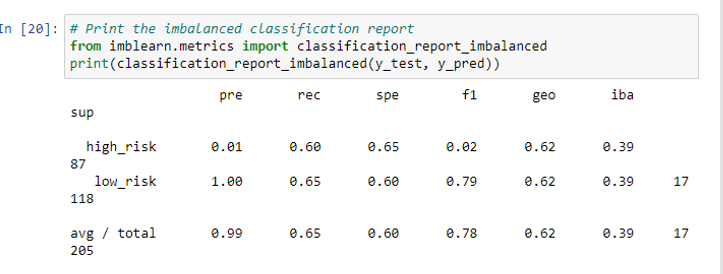 In [20]: # Print the imbalanced classification report
from imblearn.metrics import classification_report_imbalanced
print(classification_report_imbalanced(y_test, y_pred))
pre rec spe f1 geo iba
sup
high_risk 0.01 0.60 0.65 0.02 0.62 0.39
87
low_risk 1.00 0.65 0.60 0.79 0.62 0.39 17
118
avg / total 0.99 0.65 0.60 0.78 0.62 0.39 17
205